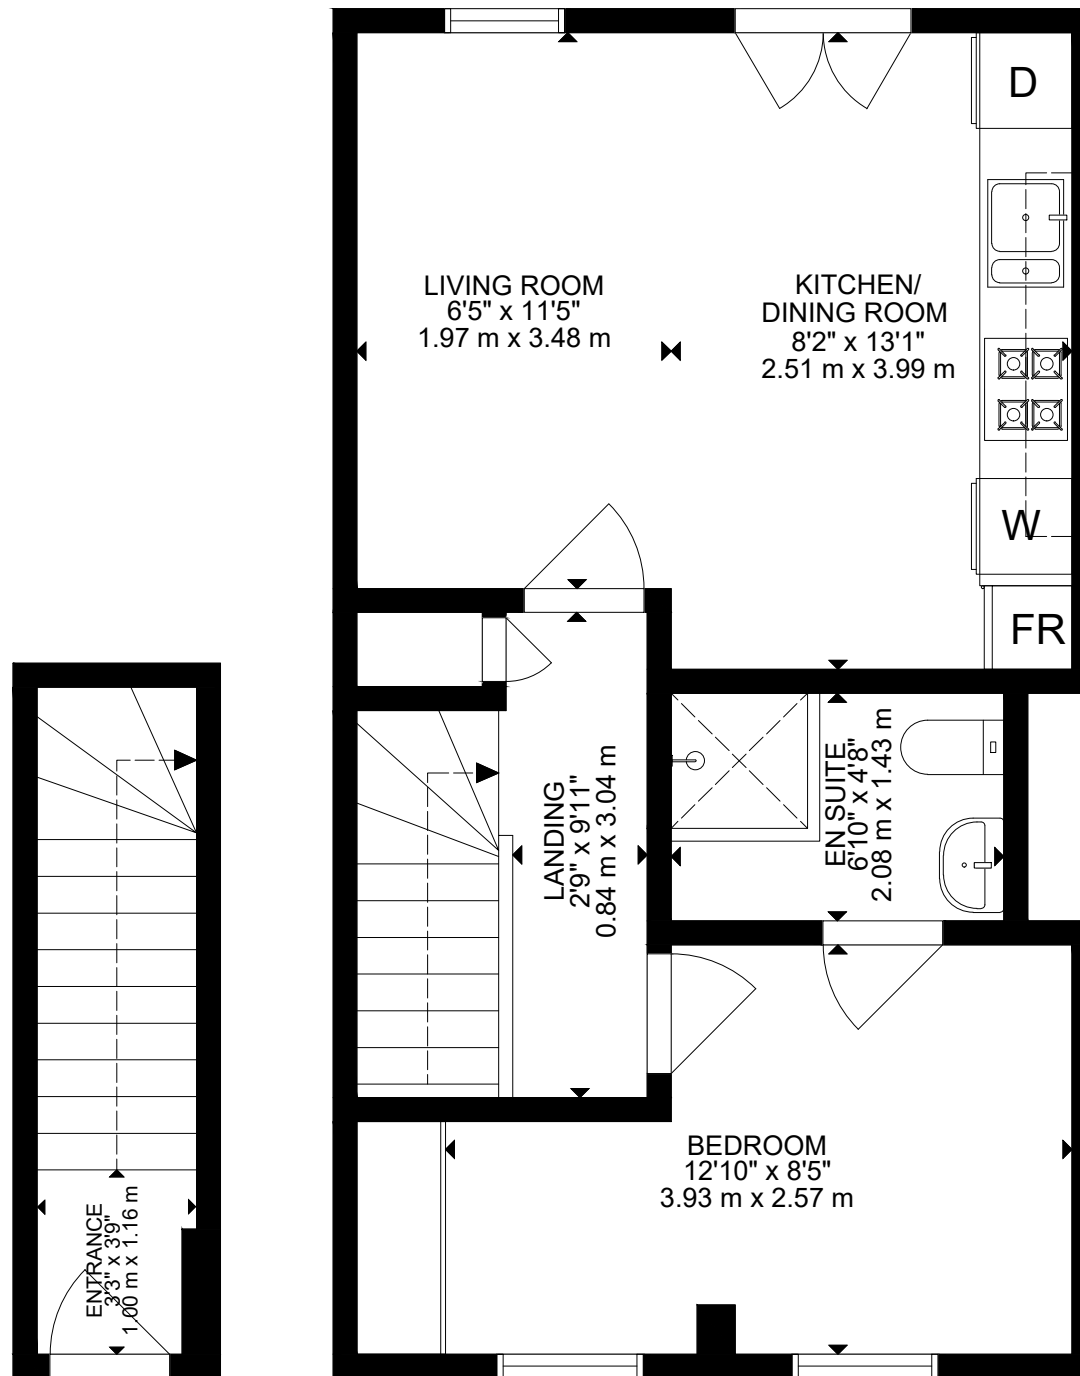 D
LIVING ROOM
6'5" x 11'5"
1.97 m x 3.48 m
KITCHEN/
DINING ROOM
8'2" x 13'1"
2.51 m x 3.99 m
W
FR
LANDING
2'9" x 9'11"
0.84 m x 3.04 m
EN SUITE
6'10" x 4'8"
2.08 m x 1.43 m
BEDROOM
12'10" x 8'5"
3.93 m x 2.57 m
ENTRANCE
3'3" x 3'9"
1.00 m x 1.16 m